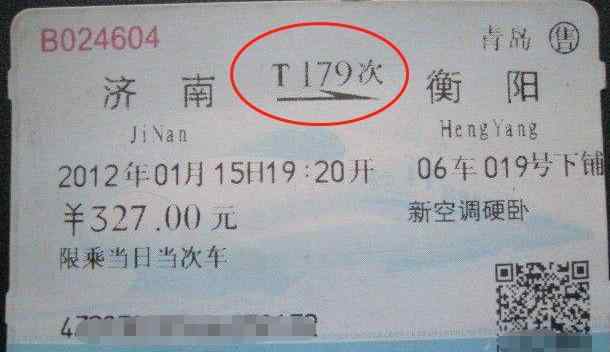 B024604 青岛 售
济南 T179次 衡阳
JiNan HengYang
2012年01月15日19:20开 06车019号下铺
￥327.00元 新空调硬卧
限乘当日当次车